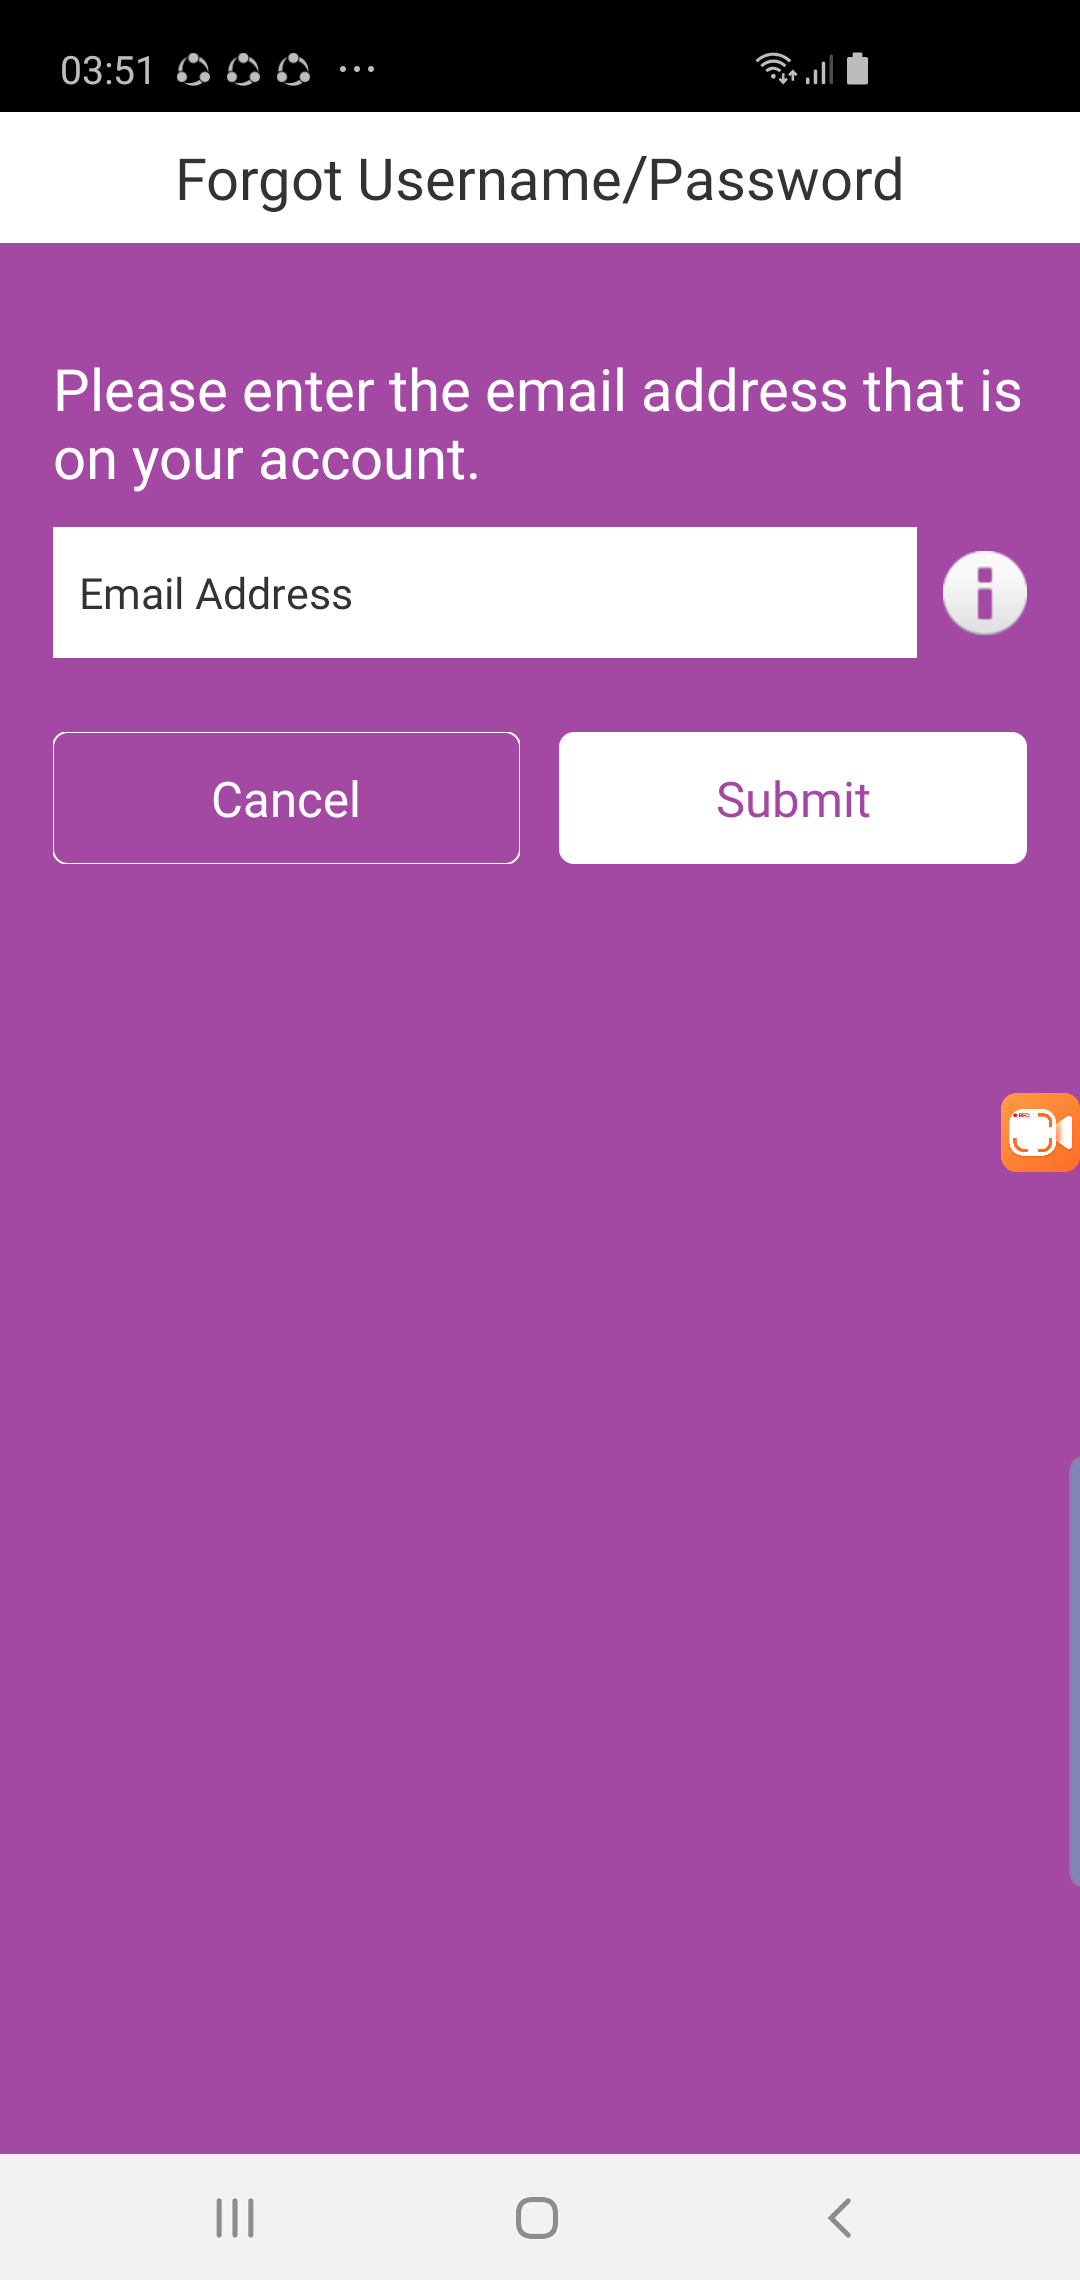 03:51
Forgot Username/Password
Please enter the email address that is
on your account.
Email Address
Cancel
Submit
REC